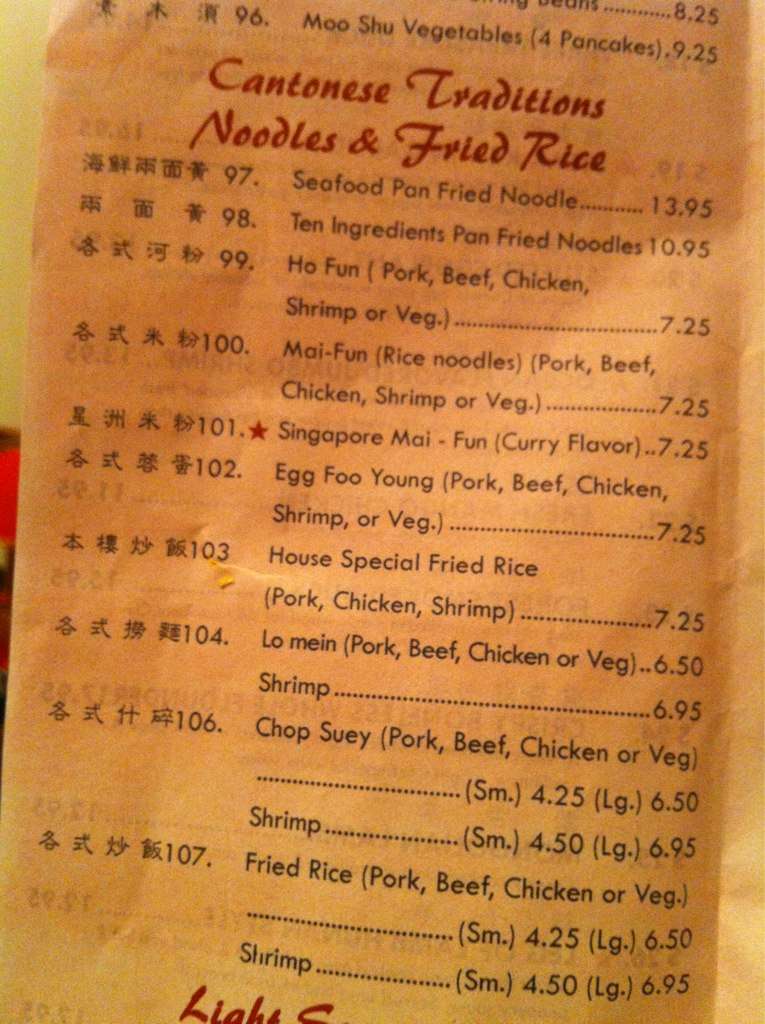 Beans............8.25
素 木 須 96. Moo Shu Vegetables (4 Pancakes).9.25
Cantonese Traditions
Noodles & Fried Rice
海鮮兩面黃 97. Seafood Pan Fried Noodle........... 13.95
兩 面 黃 98. Ten Ingredients Pan Fried Noodles 10.95
各 式 河 粉 99. Ho Fun ( Pork, Beef, Chicken,
Shrimp or Veg.)...................................7.25
各 式 米 粉100. Mai-Fun (Rice noodles) (Pork, Beef,
Chicken, Shrimp or Veg.)...................7.25
星 洲 米 粉101.★ Singapore Mai - Fun (Curry Flavor)..7.25
各 式 蓉 蛋102. Egg Foo Young (Pork, Beef, Chicken,
Shrimp, or Veg.)..................................7.25
本 樓 炒 飯103 House Special Fried Rice
(Pork, Chicken, Shrimp)......................7.25
各 式 撈 麵104. Lo mein (Pork, Beef, Chicken or Veg)..6.50
Shrimp.....................................................6.95
各 式 什 碎106. Chop Suey (Pork, Beef, Chicken or Veg)
..................................(Sm.) 4.25 (Lg.) 6.50
Shrimp.......................(Sm.) 4.50 (Lg.) 6.95
各 式 炒 飯107. Fried Rice (Pork, Beef, Chicken or Veg.)
...................................(Sm.) 4.25 (Lg.) 6.50
Shrimp.......................(Sm.) 4.50 (Lg.) 6.95
Light